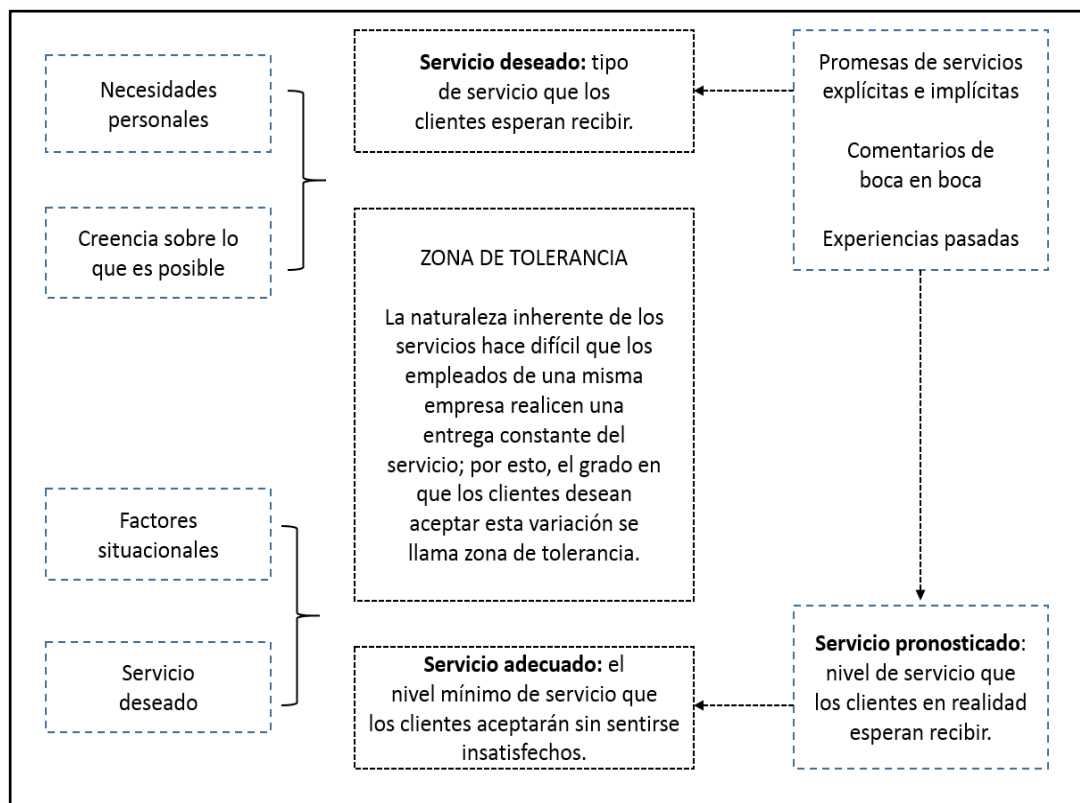 Necesidades
personales
Creencia sobre lo
que es posible
Factores
situacionales
Servicio
deseado
Servicio deseado: tipo
de servicio que los
clientes esperan recibir.
ZONA DE TOLERANCIA
La naturaleza inherente de los
servicios hace difícil que los
empleados de una misma
empresa realicen una
entrega constante del
servicio; por esto, el grado en
que los clientes desean
aceptar esta variación se
llama zona de tolerancia.
Servicio adecuado: el
nivel mínimo de servicio que
los clientes aceptarán sin sentirse
insatisfechos.
Promesas de servicios
explícitas e implícitas
Comentarios de
boca en boca
Experiencias pasadas
Servicio pronosticado:
nivel de servicio que
los clientes en realidad
esperan recibir.